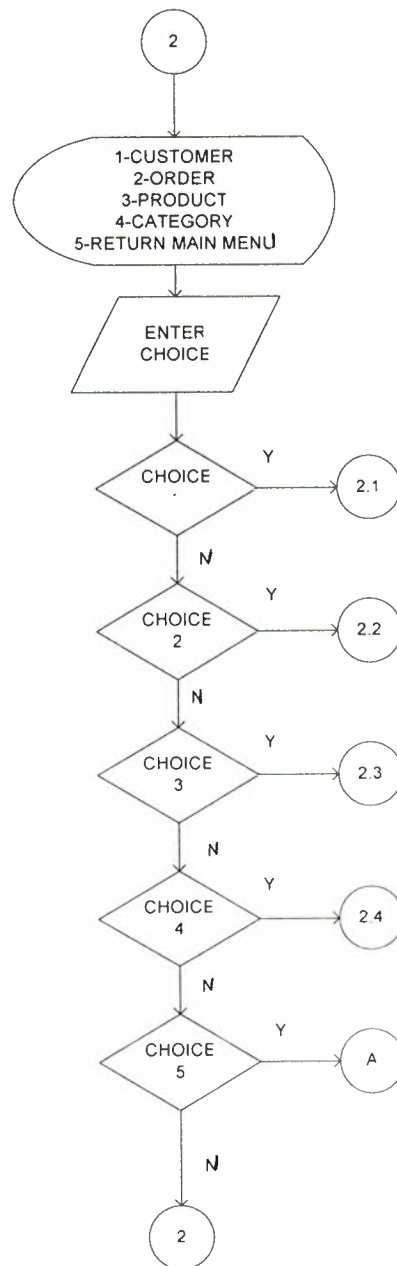 2
1-CUSTOMER
2-ORDER
3-PRODUCT
4-CATEGORY
5-RETURN MAIN MENU
ENTER
CHOICE
CHOICE
Y
2.1
N
CHOICE
2
Y
2.2
N
CHOICE
3
Y
2.3
N
CHOICE
4
Y
2.4
N
CHOICE
5
Y
A
N
2